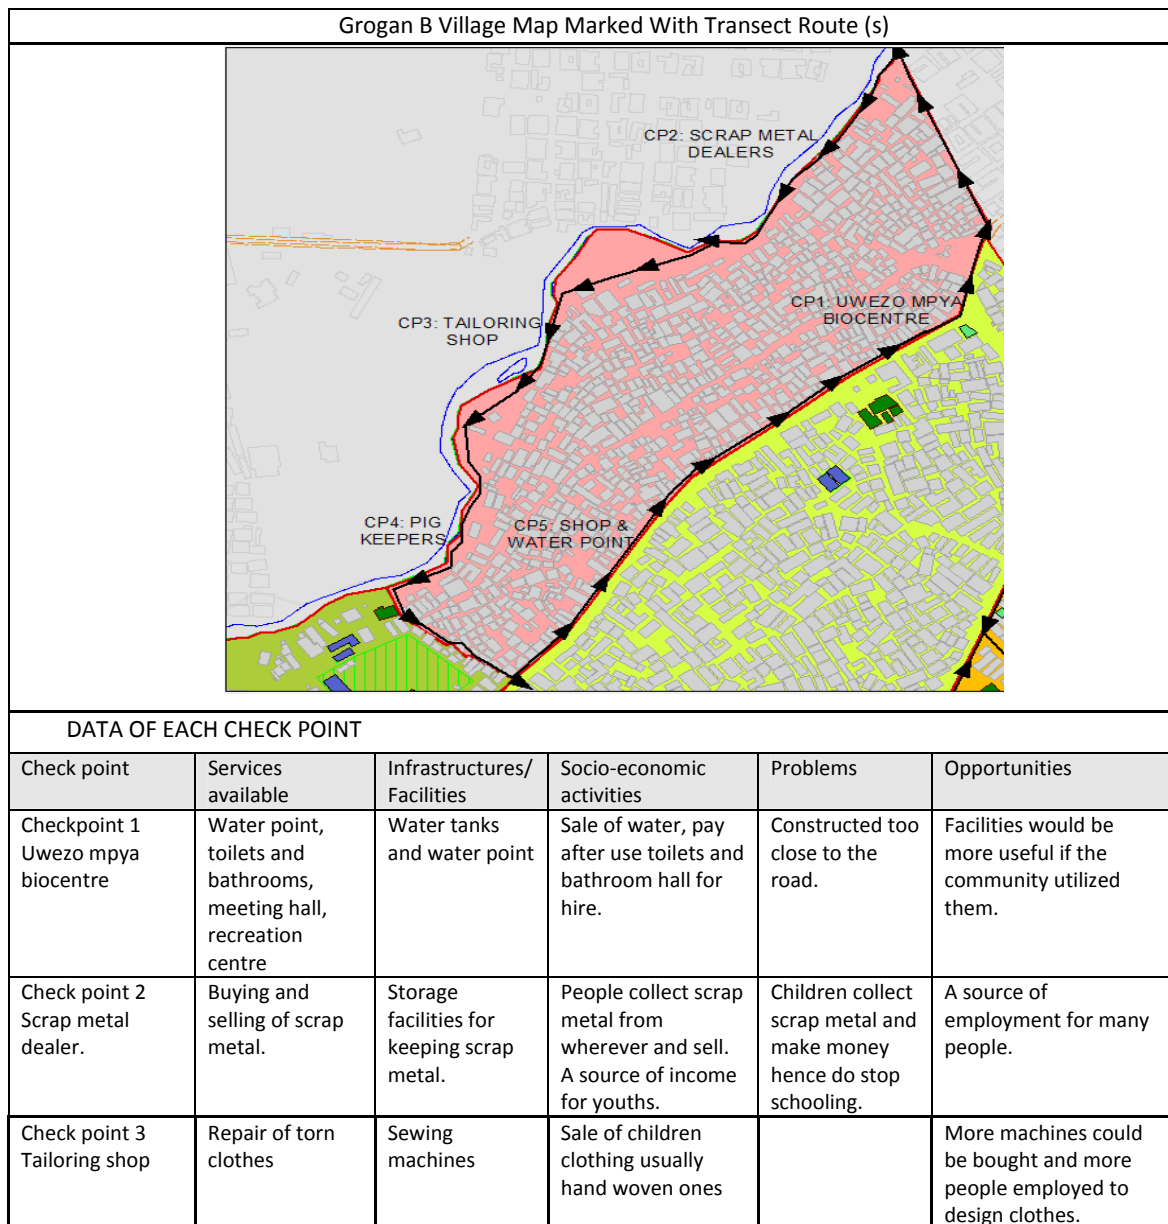 Grogan B Village Map Marked With Transect Route (s)
CP2: SCRAP METAL
DEALERS
CP1: UWEZO MPYA
BIOCENTRE
CP3: TAILORING
SHOP
CP4: PIG
KEEPERS
CP5: SHOP &
WATER POINT
DATA OF EACH CHECK POINT
Check point
Services
available
Infrastructures/
Facilities
Socio-economic
activities
Problems
Opportunities
Checkpoint 1
Uwezo mpya
biocentre
Water point,
toilets and
bathrooms,
meeting hall,
recreation
centre
Water tanks
and water point
Sale of water, pay
after use toilets and
bathroom hall for
hire.
Constructed too
close to the
road.
Facilities would be
more useful if the
community utilized
them.
Check point 2
Scrap metal
dealer.
Buying and
selling of scrap
metal.
Storage
facilities for
keeping scrap
metal.
People collect scrap
metal from
wherever and sell.
A source of income
for youths.
Children collect
scrap metal and
make money
hence do stop
schooling.
A source of
employment for many
people.
Check point 3
Tailoring shop
Repair of torn
clothes
Sewing
machines
Sale of children
clothing usually
hand woven ones
More machines could
be bought and more
people employed to
design clothes.